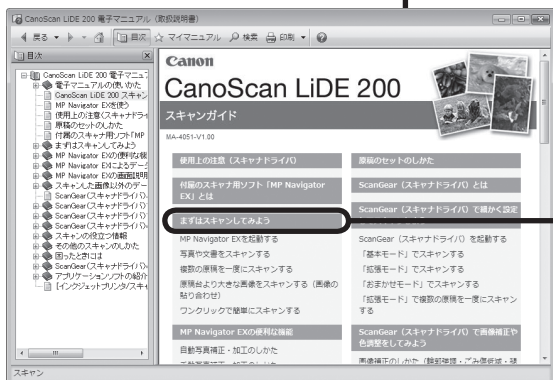 CanoScan LiDE 200 電子マニュアル (取扱説明書)
戻る
目次
マイマニュアル
検索
印刷
目次
CanoScan LiDE 200 電子マニュア
電子マニュアルの使いかた
CanoScan LiDE 200 スキャン
MP Navigator EXを使う
使用上の注意(スキャナドライ
原稿のセットのしかた
付属のスキャナ用ソフト「MP
まずはスキャンしてみよう
MP Navigator EXの便利な機
MP Navigator EXによるデー
MP Navigator EXの画面説明
スキャンした画像以外のデー
ScanGear(スキャナドライバ)
ScanGear(スキャナドライバ)
スキャンの役立つ情報
その他のスキャンのしかた
困ったときには
ScanGear(スキャナドライバ)
アプリケーションソフトの紹介
[インクジェットプリンタ/スキャ
Canon
CanoScan LiDE 200
スキャンガイド
MA-4051-V1.00
使用上の注意(スキャナドライバ)
付属のスキャナ用ソフト「MP Navigator
EX」とは
まずはスキャンしてみよう
MP Navigator EXを起動する
写真や文書をスキャンする
複数の原稿を一度にスキャンする
原稿台より大きな画像をスキャンする(画像の
貼り合わせ)
ワンクリックで簡単にスキャンする
MP Navigator EXの便利な機能
自動写真補正・加工のしかた
原稿のセットのしかた
ScanGear(スキャナドライバ)とは
ScanGear(スキャナドライバ)で細かく設定
ScanGear(スキャナドライバ)を起動する
「基本モード」でスキャンする
「拡張モード」でスキャンする
「おまかせモード」でスキャンする
「拡張モード」で複数の原稿を一度にスキャン
する
ScanGear(スキャナドライバ)で画像補正や
色調整をしてみよう
画像補正のしかた(輪郭強調・ごみ傷低減・褪
スキャン